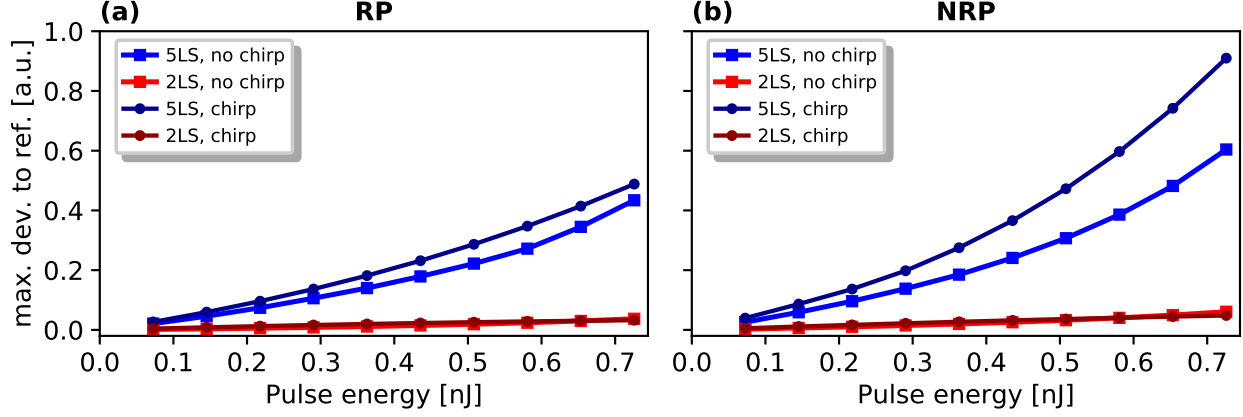 (a) RP
max. dev. to ref. [a.u.]
1.0
0.8
0.6
0.4
0.2
0.0
5LS, no chirp
2LS, no chirp
5LS, chirp
2LS, chirp
0.0 0.1 0.2 0.3 0.4 0.5 0.6 0.7
Pulse energy [nJ]
(b) NRP
5LS, no chirp
2LS, no chirp
5LS, chirp
2LS, chirp
0.0 0.1 0.2 0.3 0.4 0.5 0.6 0.7
Pulse energy [nJ]